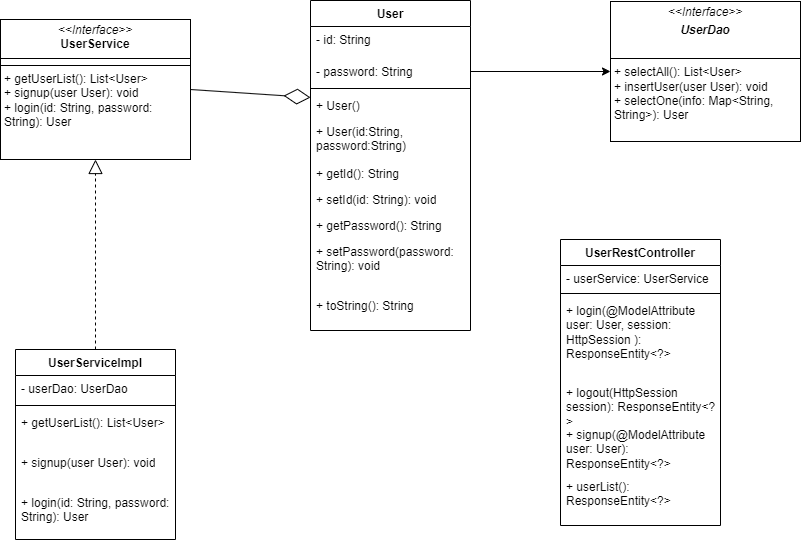 <<Interface>>
UserService
+ getUserList(): List<User>
+ signup(user User): void
+ login(id: String, password:
String): User
User
- id: String
- password: String
+ User()
+ User(id:String,
password:String)
+ getId(): String
+ setId(id: String): void
+ getPassword(): String
+ setPassword(password:
String): void
+ toString(): String
<<Interface>>
UserDao
+ selectAll(): List<User>
+ insertUser(user User): void
+ selectOne(info: Map<String,
String>): User
UserServiceImpl
- userDao: UserDao
+ getUserList(): List<User>
+ signup(user User): void
+ login(id: String, password:
String): User
UserRestController
- userService: UserService
+ login(@ModelAttribute
user: User, session:
HttpSession ):
ResponseEntity<?>
+ logout(HttpSession
session): ResponseEntity<?
>
+ signup(@ModelAttribute
user: User):
ResponseEntity<?>
+ userList():
ResponseEntity<?>